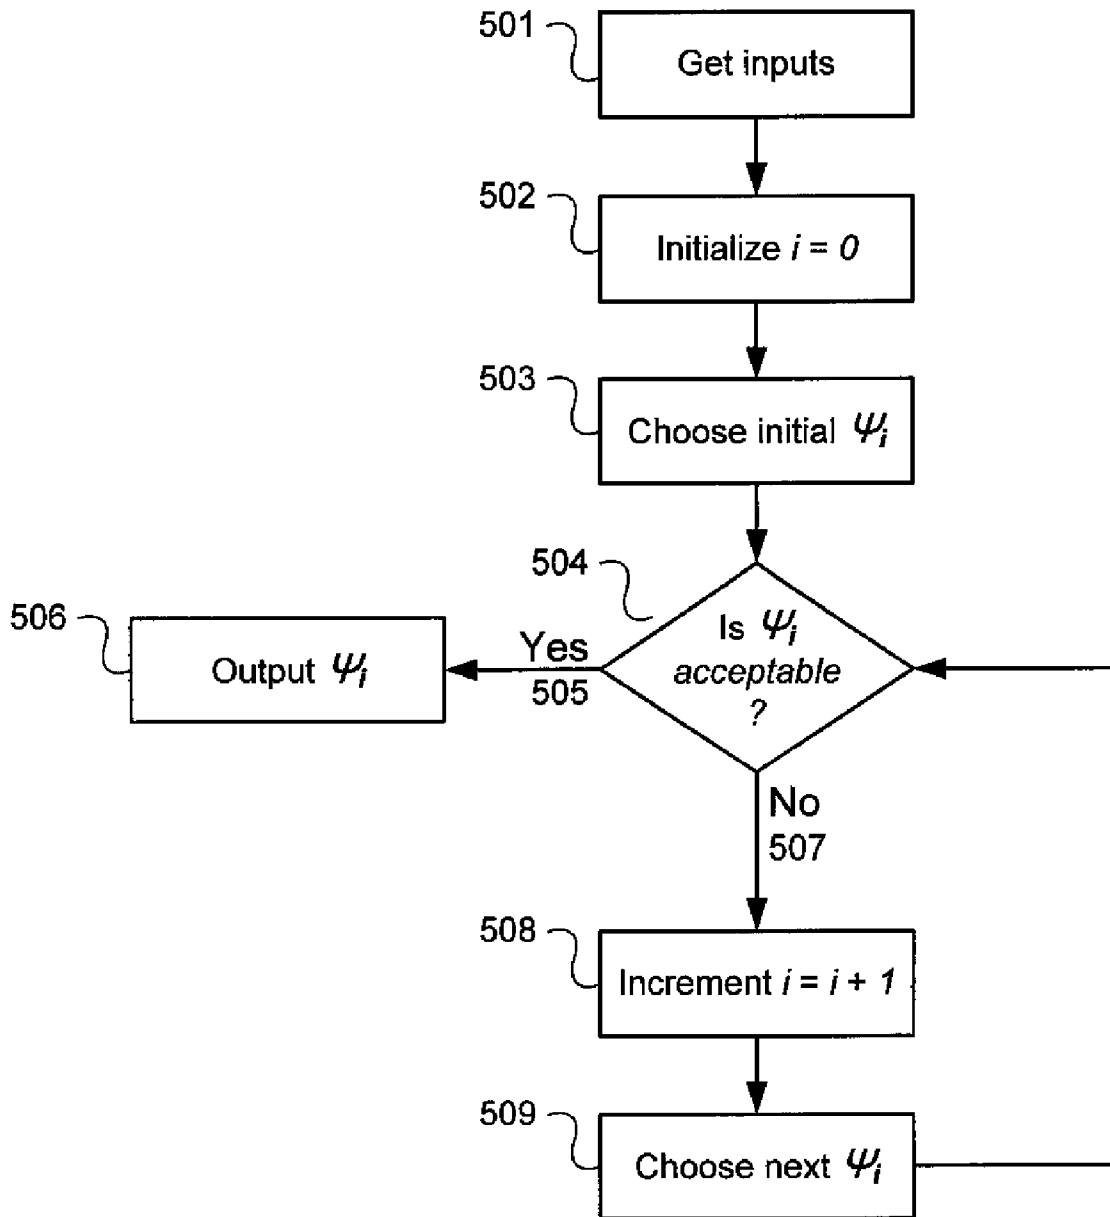 501
Get inputs
502
Initialize i = 0
503
Choose initial Ψi
504
Is Ψi
acceptable
?
Yes
505
506
Output Ψi
No
507
508
Increment i = i + 1
509
Choose next Ψi